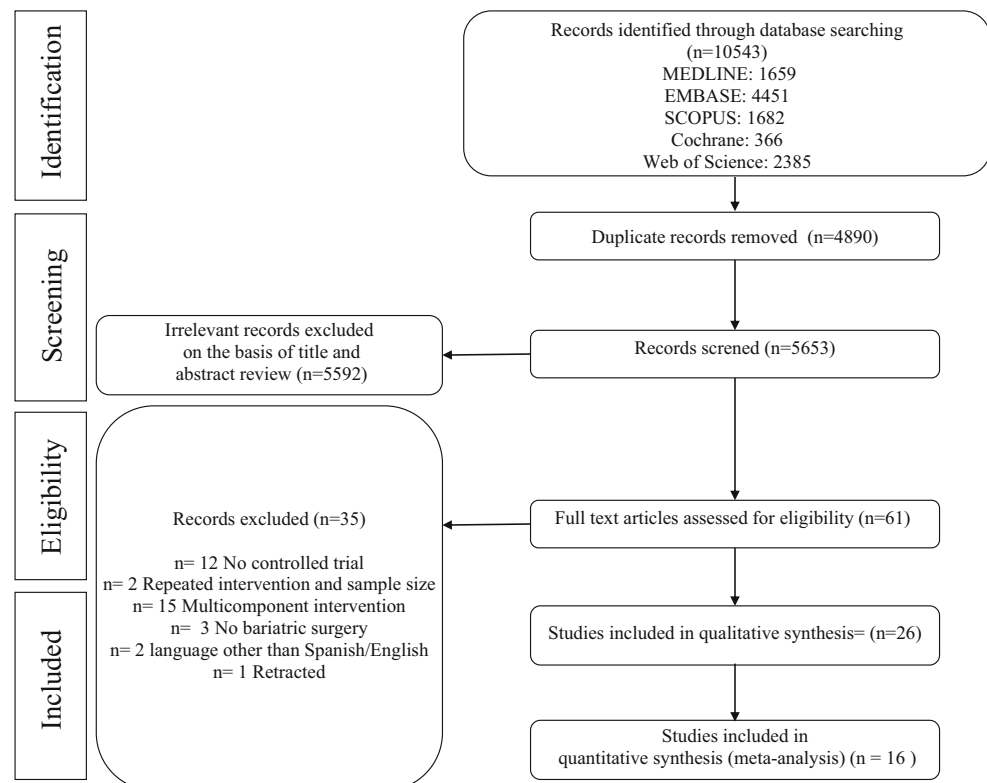 Identification
Records identified through database searching
(n=10543)
MEDLINE: 1659
EMBASE: 4451
SCOPUS: 1682
Cochrane: 366
Web of Science: 2385
Screening
Duplicate records removed (n=4890)
Irrelevant records excluded
on the basis of title and
abstract review (n=5592)
Records screned (n=5653)
Eligibility
Records excluded (n=35)
n= 12 No controlled trial
n= 2 Repeated intervention and sample size
n= 15 Multicomponent intervention
n= 3 No bariatric surgery
n= 2 language other than Spanish/English
n= 1 Retracted
Full text articles assessed for eligibility (n=61)
Included
Studies included in qualitative synthesis= (n=26)
Studies included in
quantitative synthesis (meta-analysis) (n = 16 )